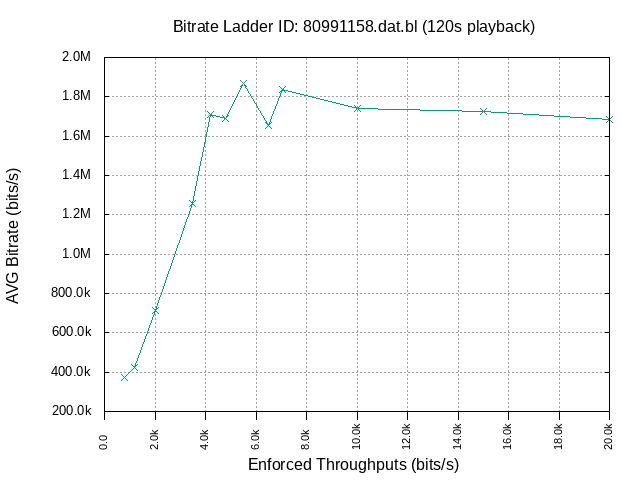 Bitrate Ladder ID: 80991158.dat.bl (120s playback)
2.0M
1.8M
1.6M
1.4M
1.2M
1.0M
800.0k
600.0k
400.0k
200.0k
AVG Bitrate (bits/s)
0.0
2.0k
4.0k
6.0k
8.0k
10.0k
12.0k
14.0k
16.0k
18.0k
20.0k
Enforced Throughputs (bits/s)